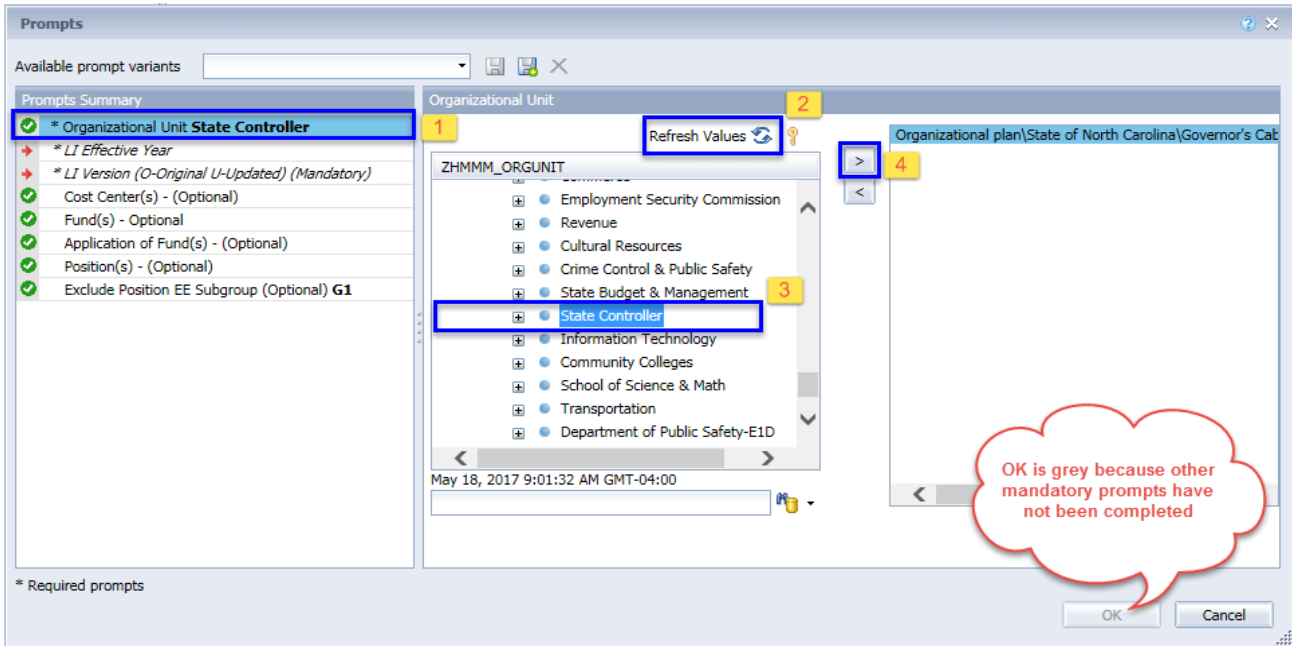 Prompts
Available prompt variants
Prompts Summary
* Organizational Unit State Controller
* LI Effective Year
* LI Version (O-Original U-Updated) (Mandatory)
Cost Center(s) - (Optional)
Fund(s) - Optional
Application of Fund(s) - (Optional)
Position(s) - (Optional)
Exclude Position EE Subgroup (Optional) G1
1
Organizational Unit
2
Refresh Values
ZHMMM_ORGUNIT
Employment Security Commission
Revenue
Cultural Resources
Crime Control & Public Safety
State Budget & Management
3
State Controller
Information Technology
Community Colleges
School of Science & Math
Transportation
Department of Public Safety-E1D
May 18, 2017 9:01:32 AM GMT-04:00
>
4
<
Organizational plan\State of North Carolina\Governor's Cab
OK is grey because other
mandatory prompts have
not been completed
* Required prompts
OK
Cancel